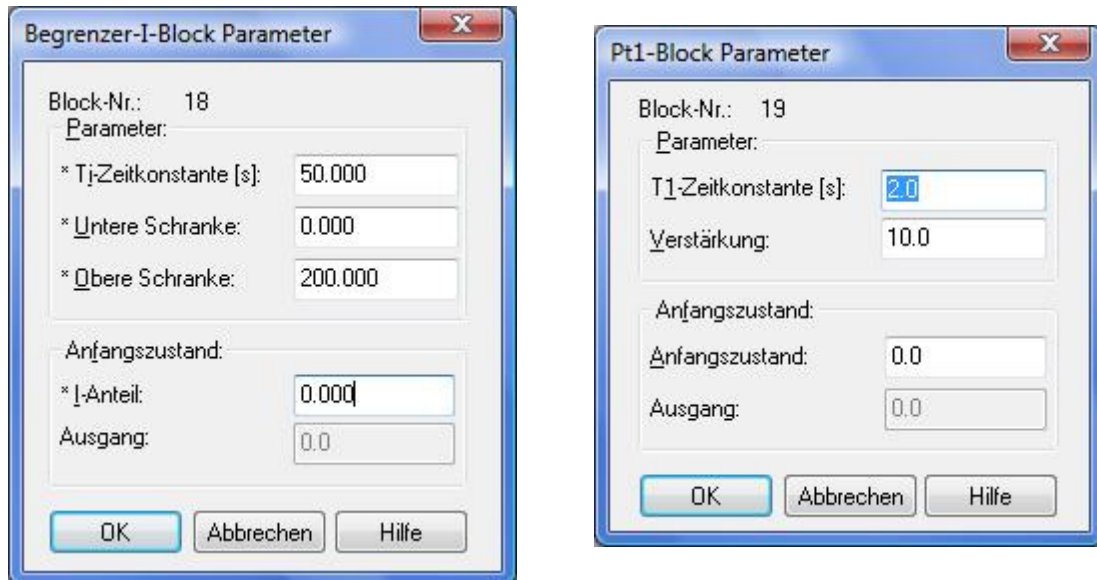 Begrenzer-I-Block Parameter
Block-Nr.: 18
Parameter:
* Ti-Zeitkonstante [s]: 50.000
* Untere Schranke: 0.000
* Obere Schranke: 200.000
Anfangszustand:
* I-Anteil: 0.000
Ausgang: 0.0
OK Abbrechen Hilfe
Pt1-Block Parameter
Block-Nr.: 19
Parameter:
T1-Zeitkonstante [s]: 2.0
Verstärkung: 10.0
Anfangszustand:
Anfangszustand: 0.0
Ausgang: 0.0
OK Abbrechen Hilfe